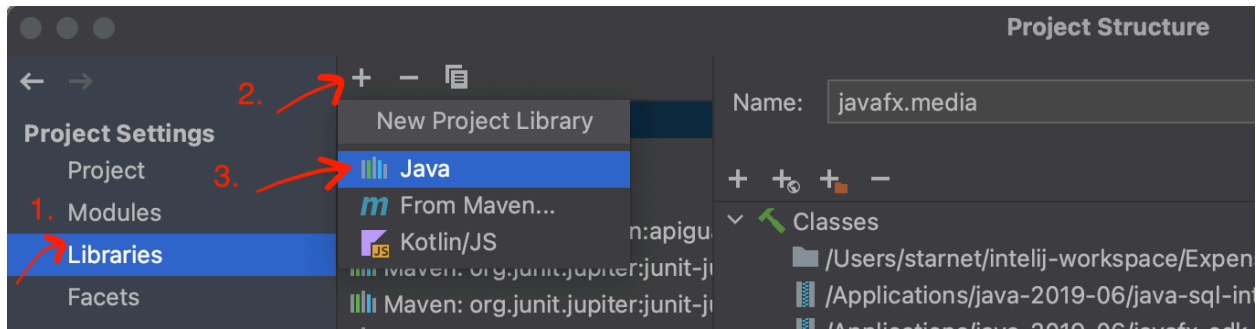 Project Structure
2.
Project Settings
Project
1. Modules
Libraries
Facets
New Project Library
3. Java
m From Maven...
JS Kotlin/JS
n:apigu
Maven: org.junit.jupiter:junit-j
Maven: org.junit.jupiter:junit-j
Name: javafx.media
Classes
/Users/starnet/intelij-workspace/Expens
/Applications/java-2019-06/java-sql-int